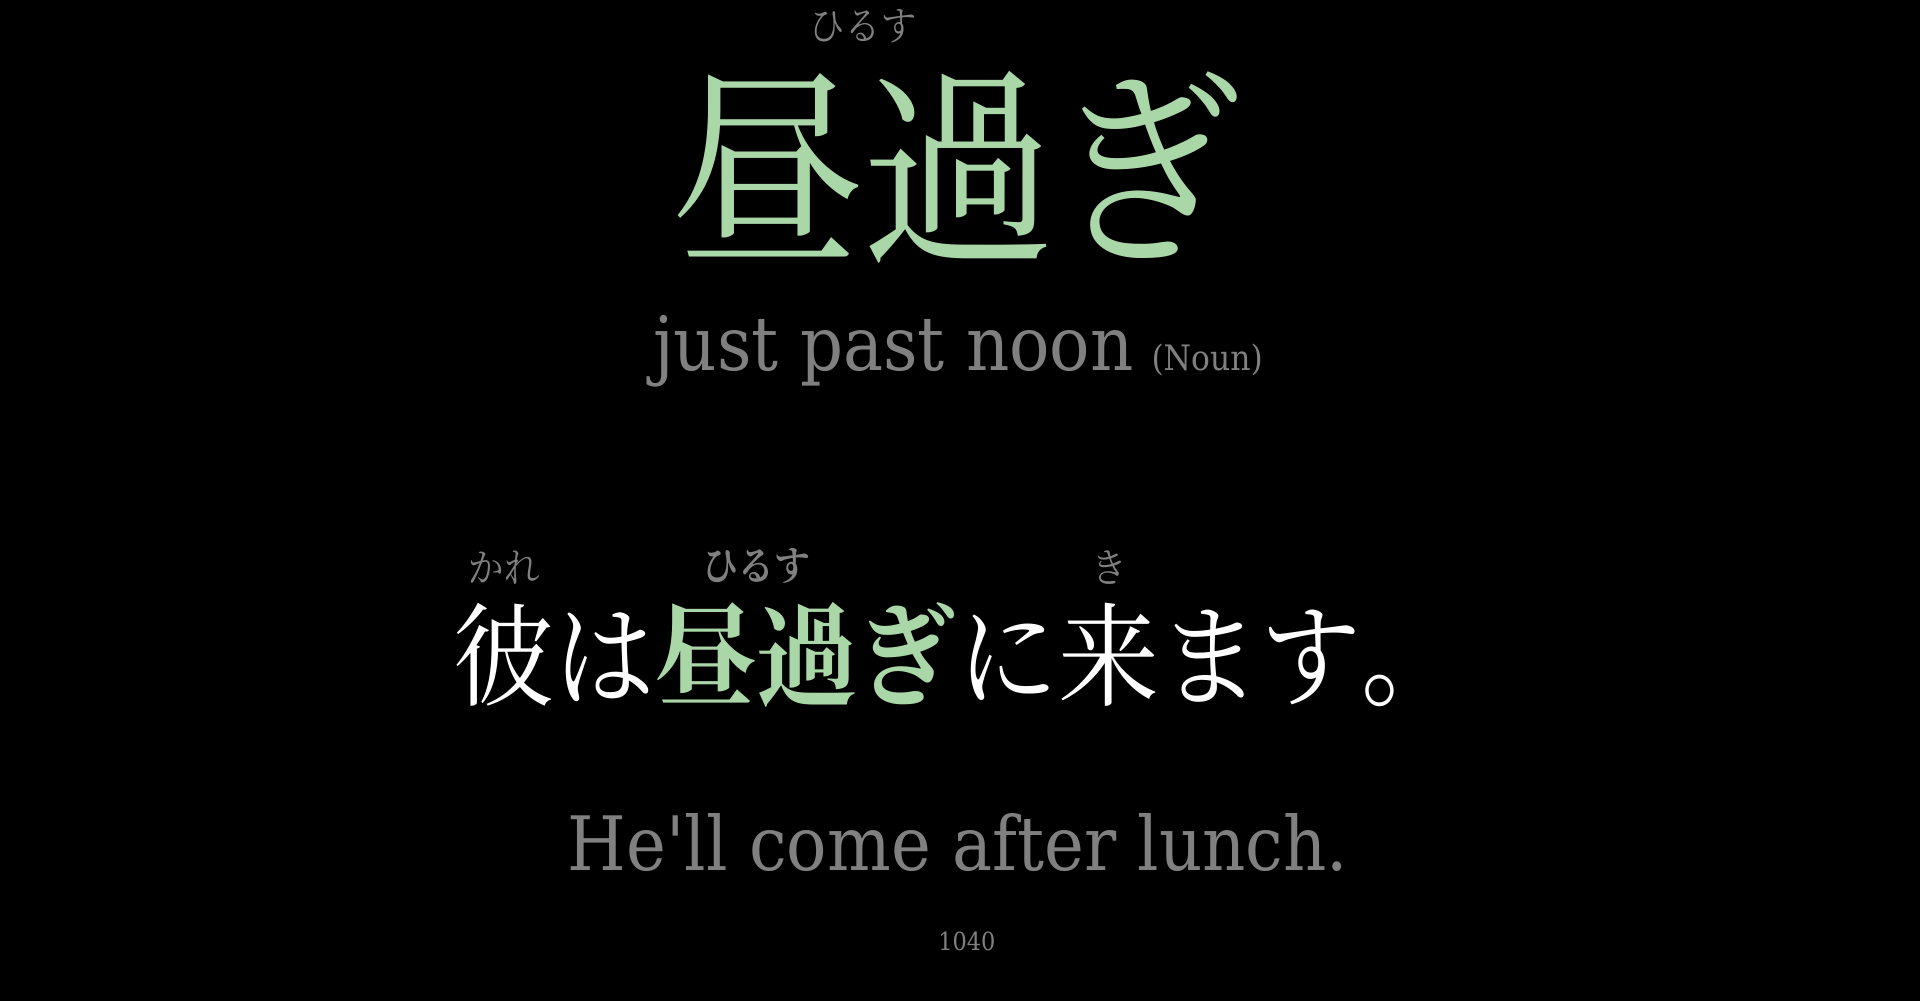 ひるす
昼過ぎ
just past noon (Noun)
かれ ひるす き
彼は昼過ぎに来ます。
He'll come after lunch.
1040